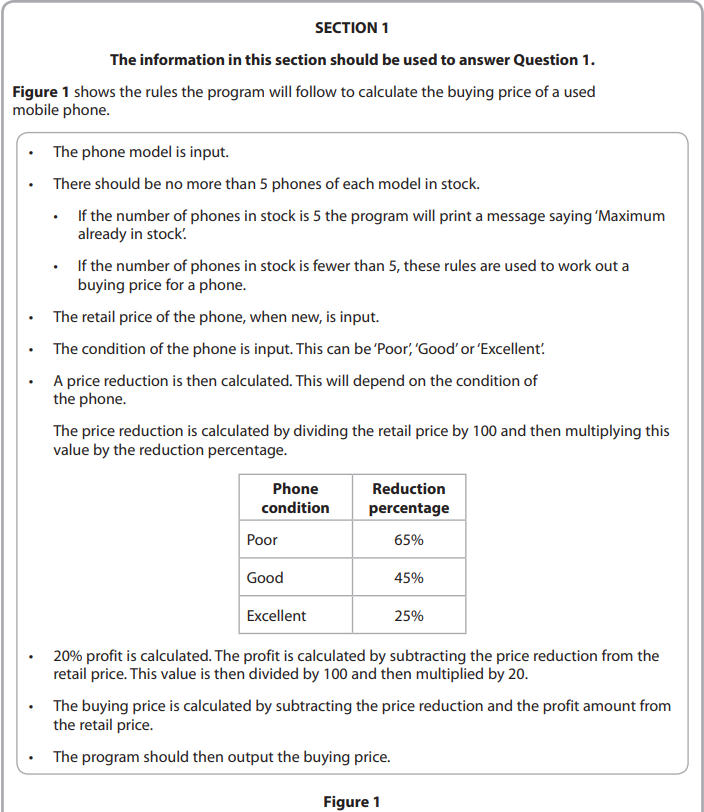 SECTION 1
The information in this section should be used to answer Question 1.
Figure 1 shows the rules the program will follow to calculate the buying price of a used
mobile phone.
• The phone model is input.
• There should be no more than 5 phones of each model in stock.
• If the number of phones in stock is 5 the program will print a message saying ‘Maximum
already in stock’.
• If the number of phones in stock is fewer than 5, these rules are used to work out a
buying price for a phone.
• The retail price of the phone, when new, is input.
• The condition of the phone is input. This can be ‘Poor’, ‘Good’ or ‘Excellent’.
• A price reduction is then calculated. This will depend on the condition of
the phone.
The price reduction is calculated by dividing the retail price by 100 and then multiplying this
value by the reduction percentage.
Phone Reduction
condition percentage
Poor 65%
Good 45%
Excellent 25%
• 20% profit is calculated. The profit is calculated by subtracting the price reduction from the
retail price. This value is then divided by 100 and then multiplied by 20.
• The buying price is calculated by subtracting the price reduction and the profit amount from
the retail price.
• The program should then output the buying price.
Figure 1